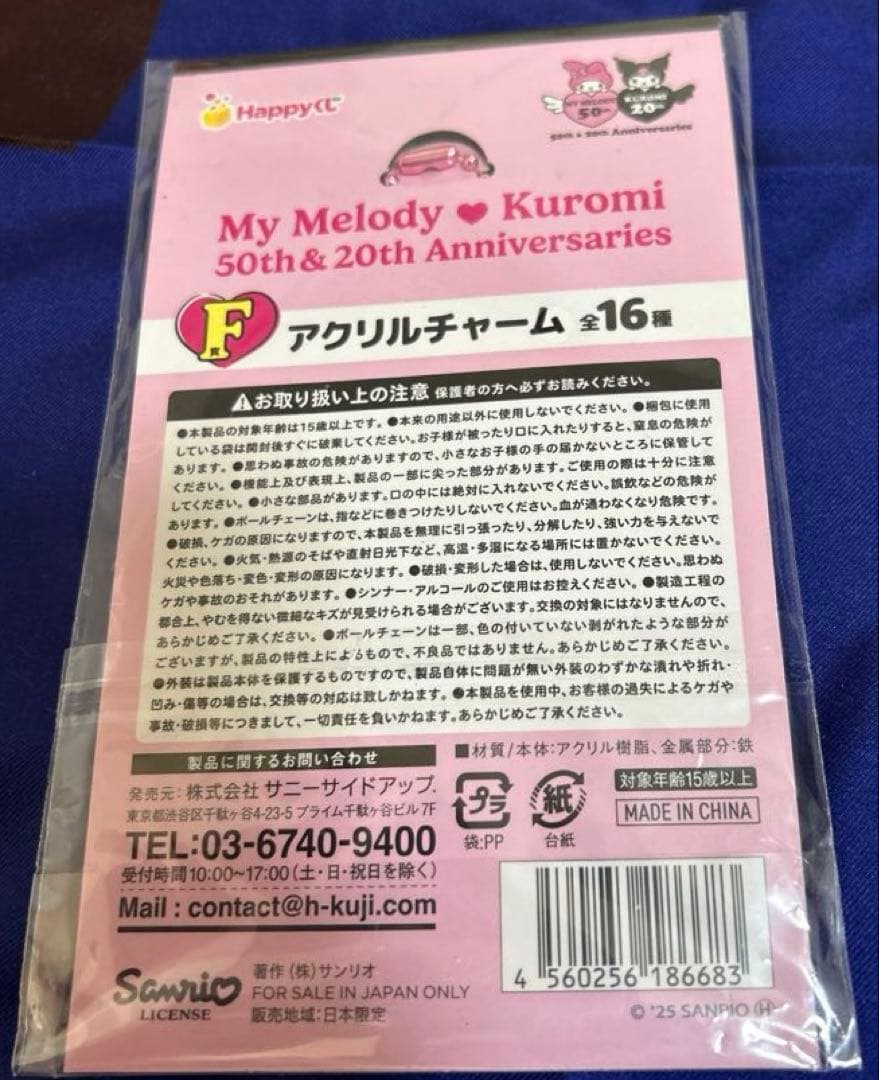 Happyくじ
MY MELODY
50th
KUROMI
20th
50th & 20th Anniversaries
My Melody ♥ Kuromi
50th & 20th Anniversaries
F賞 アクリルチャーム 全16種
⚠お取り扱い上の注意 保護者の方へ必ずお読みください。
●本製品の対象年齢は15歳以上です。●本来の用途以外に使用しないでください。●梱包に使用
している袋は開封後すぐに破棄してください。お子様が被ったり口に入れたりすると、窒息の危険が
あります。●思わぬ事故の危険がありますので、小さなお子様の手の届かないところに保管して
ください。●機能上及び表現上、製品の一部に尖った部分があります。ご使用の際は十分に注意
してください。●小さな部品があります。口の中には絶対に入れないでください。誤飲などの危険が
あります。●ボールチェーンは、指などに巻きつけたりしないでください。血が通わなくなり危険です。
●破損、ケガの原因になりますので、本製品を無理に引っ張ったり、分解したり、強い力を与えないで
ください。●火気・熱源のそばや直射日光下など、高温・多湿になる場所には置かないでください。
火災や色落ち・変色・変形の原因になります。●破損・変形した場合は、使用しないでください。思わぬ
ケガや事故のおそれがあります。●シンナー・アルコールのご使用はお控えください。●製造工程の
都合上、やむを得ない微細なキズが見受けられる場合がございます。交換の対象にはなりませんので、
あらかじめご了承ください。●ボールチェーンは一部、色の付いていない剥がれたような部分が
ございますが、製品の特性上によるもので、不良品ではありません。あらかじめご了承ください。
●外装は製品本体を保護するものですので、製品自体に問題が無い外装のわずかな潰れや折れ・
凹み・傷等の場合は、交換等の対応は致しかねます。●本製品を使用中、お客様の過失によるケガや
事故・破損等につきまして、一切責任を負いかねます。あらかじめご了承ください。
製品に関するお問い合わせ
発売元：株式会社 サニーサイドアップ
東京都渋谷区千駄ヶ谷4-23-5 プライム千駄ヶ谷ビル 7F
TEL:03-6740-9400
受付時間10:00〜17:00（土・日・祝日を除く）
Mail : contact@h-kuji.com
■材質/本体：アクリル樹脂、金属部分：鉄
プラ
袋:PP
紙
台紙
対象年齢15歳以上
MADE IN CHINA
4 560256 186683
Sanrio
LICENSE
著作（株）サンリオ
FOR SALE IN JAPAN ONLY
販売地域：日本限定
© '25 SANRIO Ⓗ